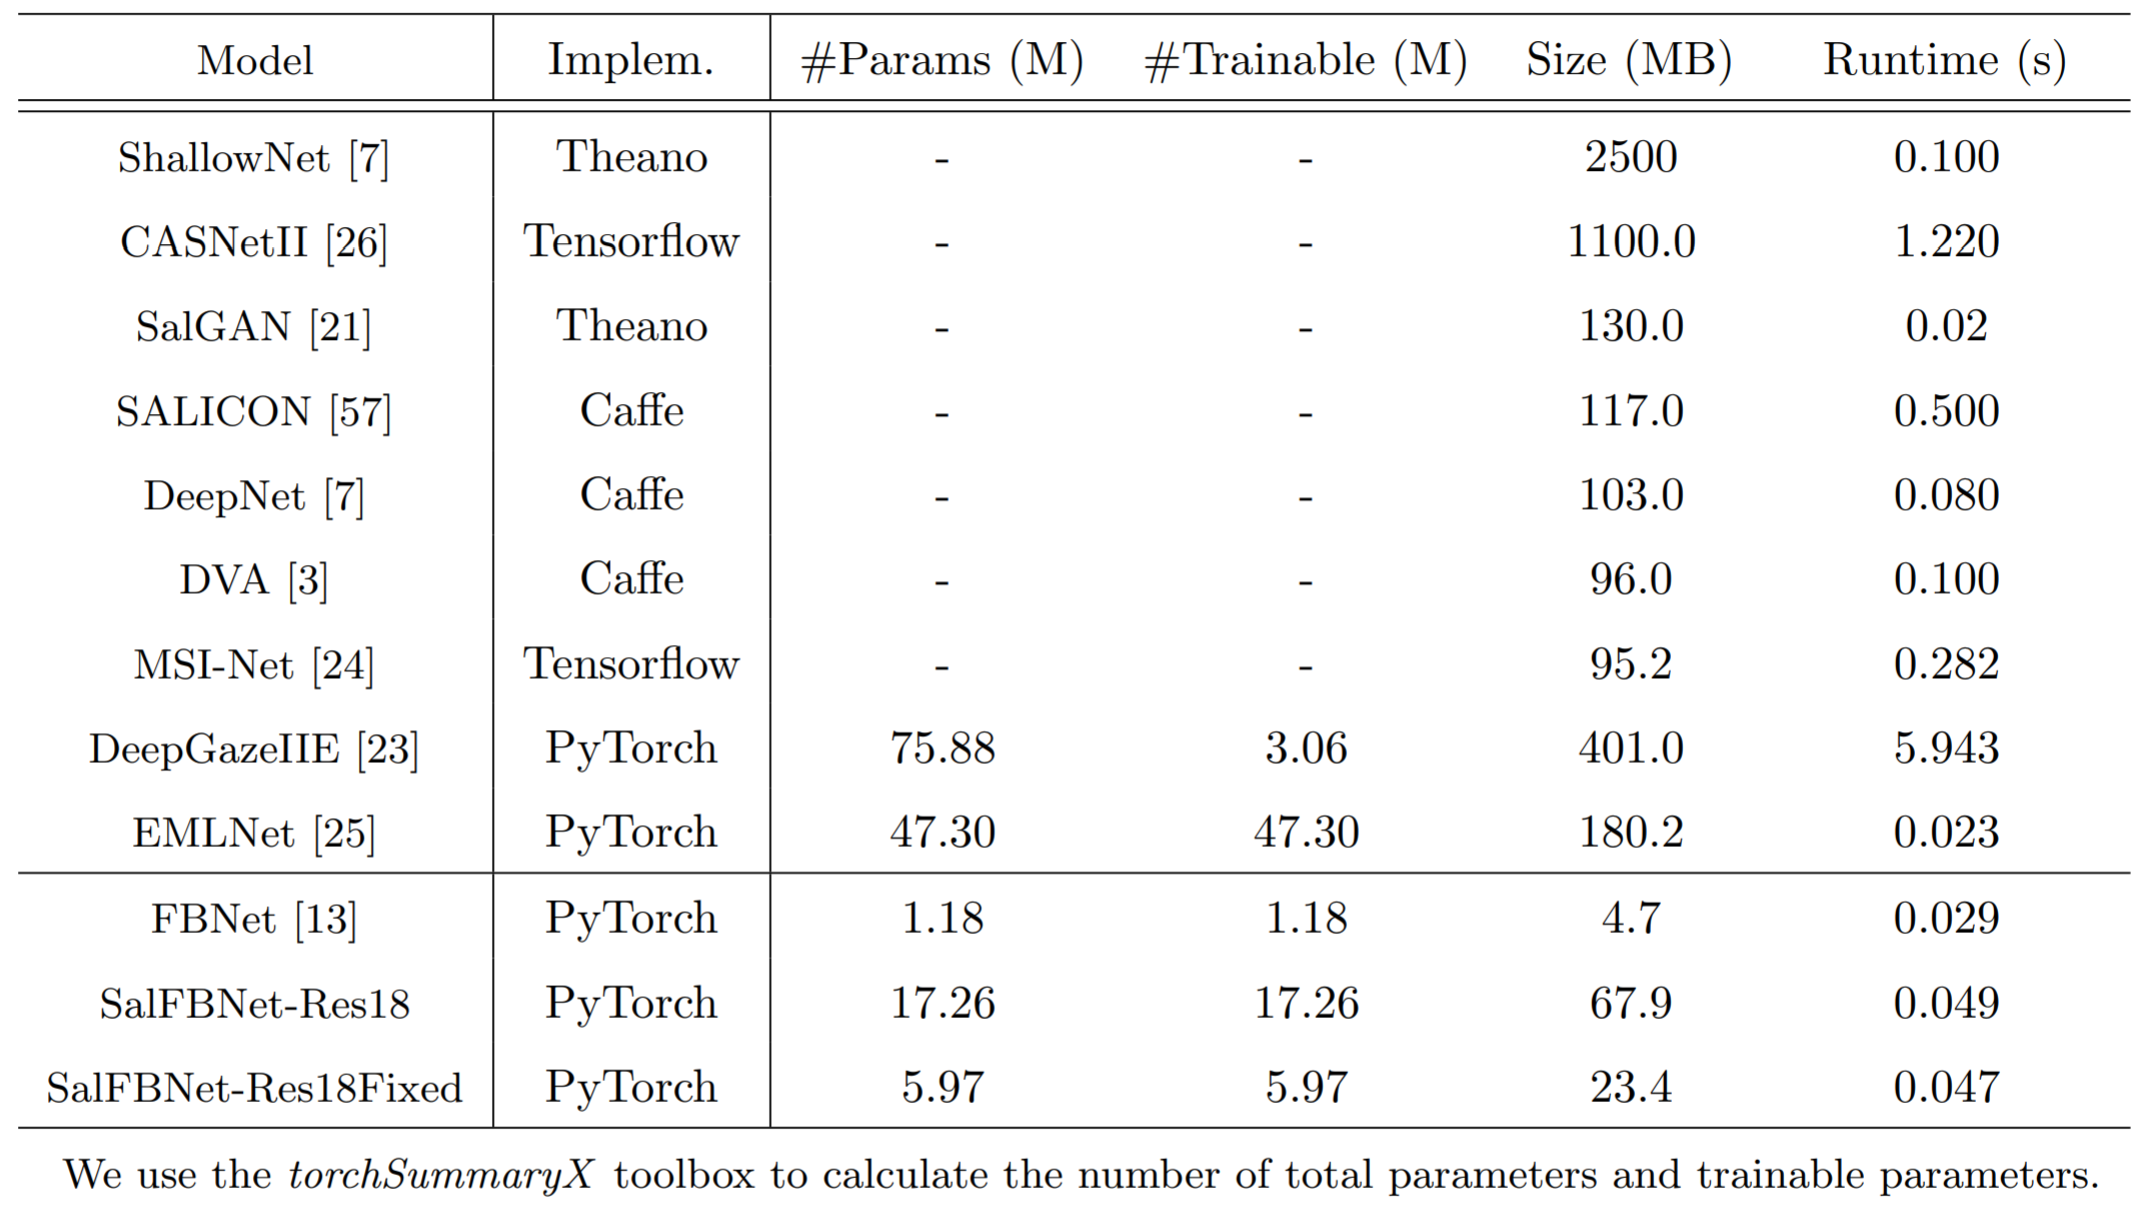 Model Implem. #Params (M) #Trainable (M) Size (MB) Runtime (s)
ShallowNet [7] Theano - - 2500 0.100
CASNetII [26] Tensorflow - - 1100.0 1.220
SalGAN [21] Theano - - 130.0 0.02
SALICON [57] Caffe - - 117.0 0.500
DeepNet [7] Caffe - - 103.0 0.080
DVA [3] Caffe - - 96.0 0.100
MSI-Net [24] Tensorflow - - 95.2 0.282
DeepGazeIIE [23] PyTorch 75.88 3.06 401.0 5.943
EMLNet [25] PyTorch 47.30 47.30 180.2 0.023
FBNet [13] PyTorch 1.18 1.18 4.7 0.029
SalFBNet-Res18 PyTorch 17.26 17.26 67.9 0.049
SalFBNet-Res18Fixed PyTorch 5.97 5.97 23.4 0.047
We use the torchSummaryX toolbox to calculate the number of total parameters and trainable parameters.